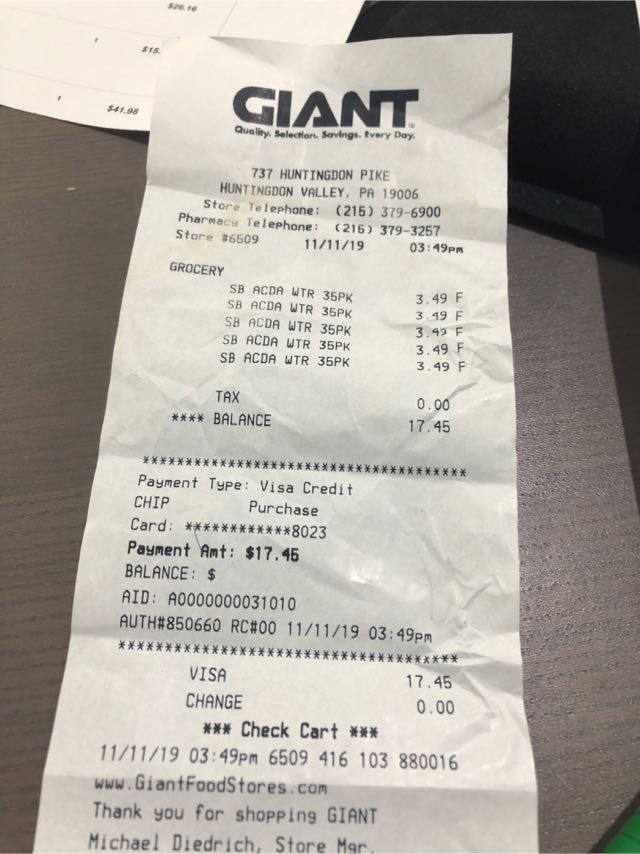 $26.16
1 $15.
1 $41.98
GIANT
Quality. Selection. Savings. Every Day.
737 HUNTINGDON PIKE
HUNTINGDON VALLEY, PA 19006
Store Telephone: (215) 379-6900
Pharmacy Telephone: (215) 379-3257
Store #6509 11/11/19 03:49pm
GROCERY
SB ACDA WTR 35PK 3.49 F
SB ACDA WTR 35PK 3.49 F
SB ACDA WTR 35PK 3.49 F
SB ACDA WTR 35PK 3.49 F
SB ACDA WTR 35PK 3.49 F
TAX 0.00
**** BALANCE 17.45
**************************************
Payment Type: Visa Credit
CHIP Purchase
Card: ************8023
Payment Amt: $17.45
BALANCE: $
AID: A0000000031010
AUTH#850660 RC#00 11/11/19 03:49pm
**************************************
VISA 17.45
CHANGE 0.00
*** Check Cart ***
11/11/19 03:49pm 6509 416 103 880016
www.GiantFoodStores.com
Thank you for shopping GIANT
Michael Diedrich, Store Mgr.